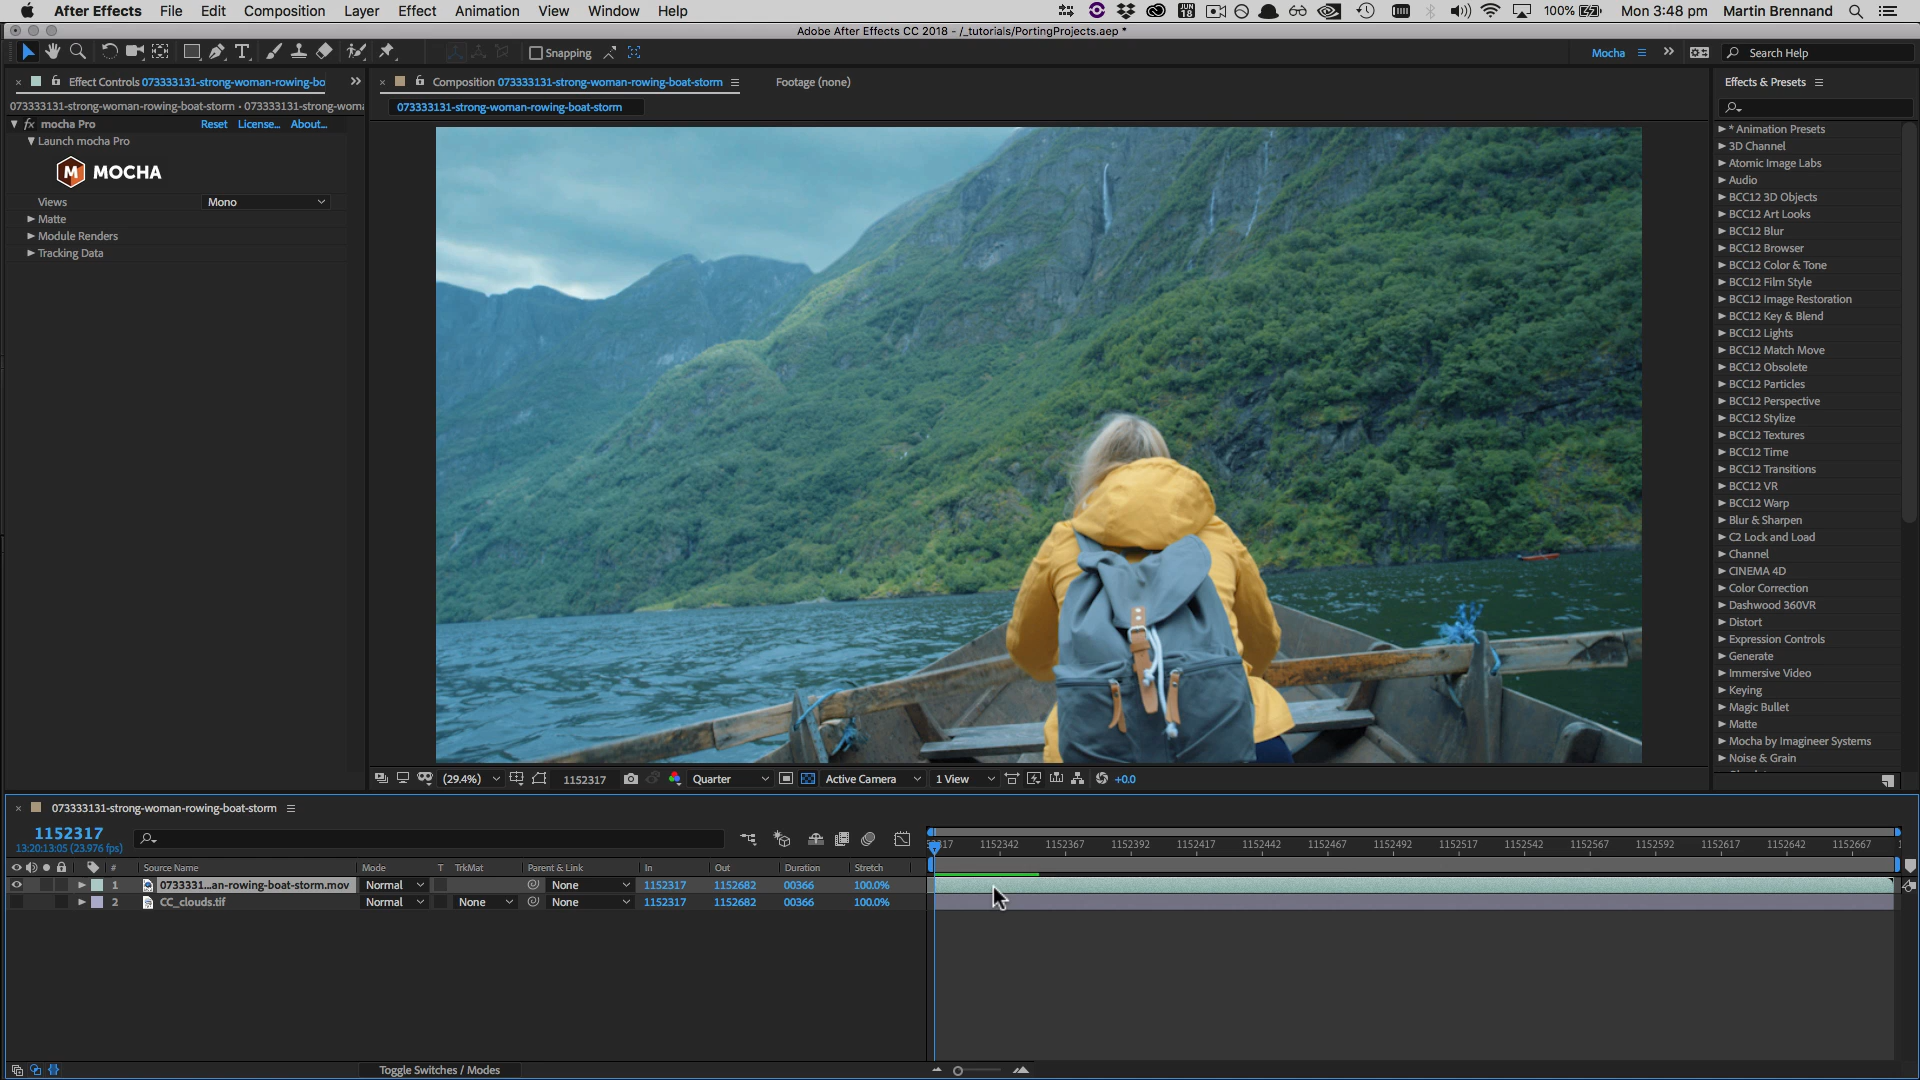 After Effects File Edit Composition Layer Effect Animation View Window Help
JUN 18
100% Mon 3:48 pm Martin Brennand
Adobe After Effects CC 2018 - /_tutorials/PortingProjects.aep *
Snapping
Mocha
Search Help
Effect Controls 073333131-strong-woman-rowing-bo
073333131-strong-woman-rowing-boat-storm • 073333131-strong-woma
fx mocha Pro Reset License... About...
Launch mocha Pro
M MOCHA
Views Mono
Matte
Module Renders
Tracking Data
Composition 073333131-strong-woman-rowing-boat-storm
Footage (none)
073333131-strong-woman-rowing-boat-storm
(29.4%) 1152317 Quarter Active Camera 1 View +0.0
Effects & Presets
* Animation Presets
3D Channel
Atomic Image Labs
Audio
BCC12 3D Objects
BCC12 Art Looks
BCC12 Blur
BCC12 Browser
BCC12 Color & Tone
BCC12 Film Style
BCC12 Image Restoration
BCC12 Key & Blend
BCC12 Lights
BCC12 Match Move
BCC12 Obsolete
BCC12 Particles
BCC12 Perspective
BCC12 Stylize
BCC12 Textures
BCC12 Time
BCC12 Transitions
BCC12 VR
BCC12 Warp
Blur & Sharpen
C2 Lock and Load
Channel
CINEMA 4D
Color Correction
Dashwood 360VR
Distort
Expression Controls
Generate
Immersive Video
Keying
Magic Bullet
Matte
Mocha by Imagineer Systems
Noise & Grain
073333131-strong-woman-rowing-boat-storm
1152317
13:20:13:05 (23.976 fps)
1152342 1152367 1152392 1152417 1152442 1152467 1152492 1152517 1152542 1152567 1152592 1152617 1152642 1152667
# Source Name Mode T TrkMat Parent & Link In Out Duration Stretch
1 0733331...an-rowing-boat-storm.mov Normal None 1152317 1152682 00366 100.0%
2 CC_clouds.tif Normal None None 1152317 1152682 00366 100.0%
Toggle Switches / Modes